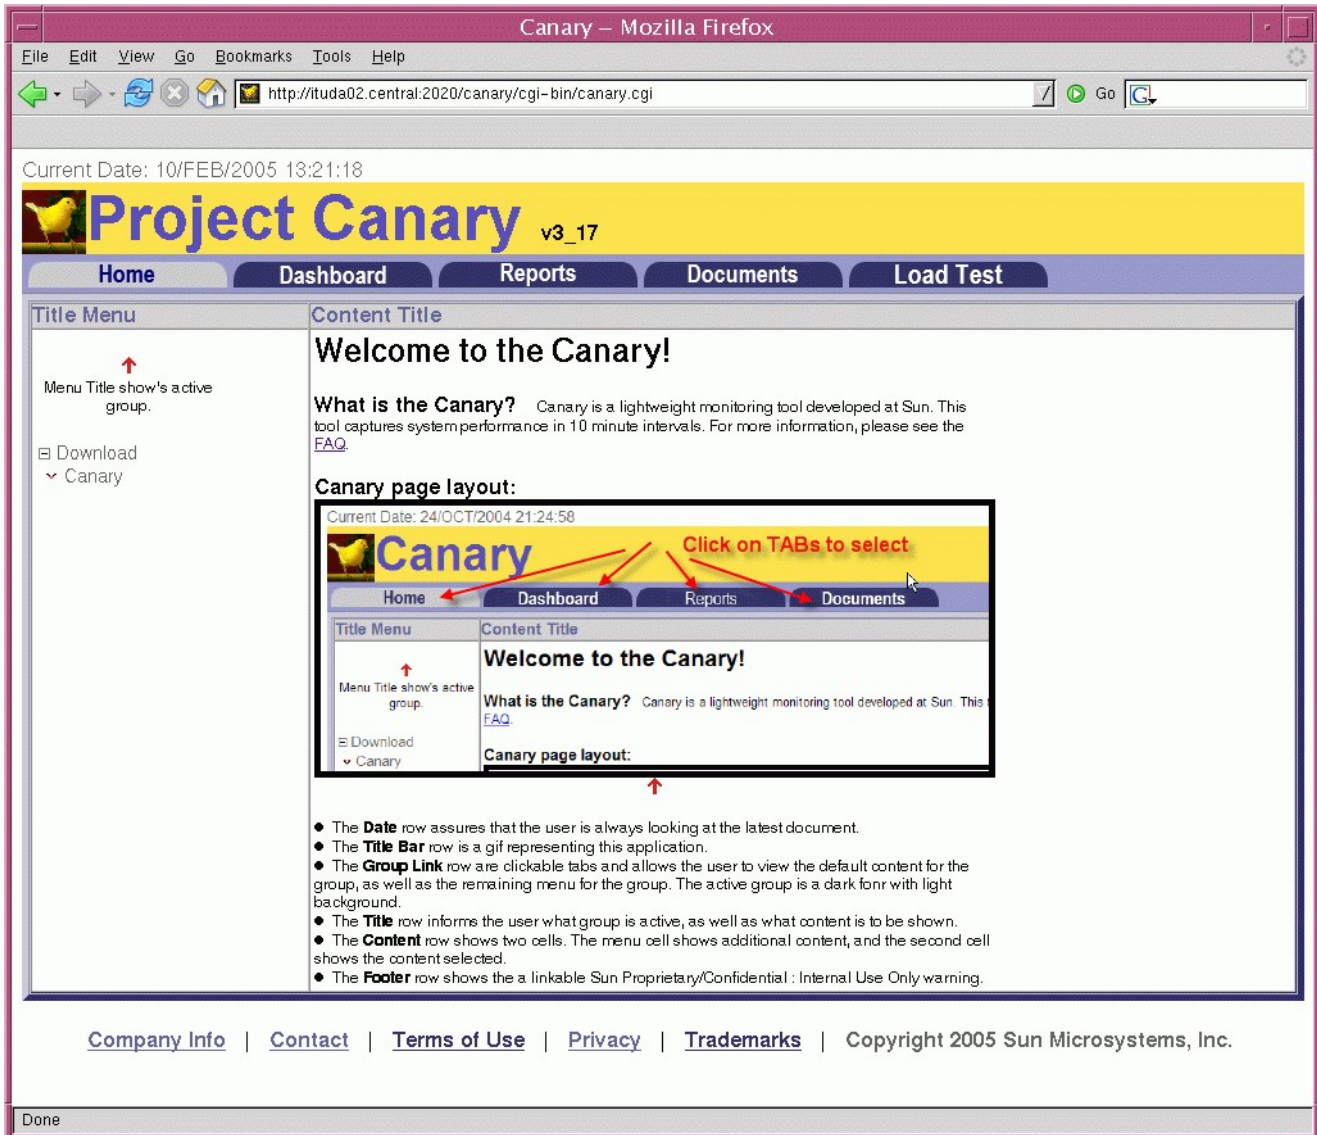 Canary – Mozilla Firefox
File Edit View Go Bookmarks Tools Help
http://ituda02.central:2020/canary/cgi-bin/canary.cgi Go G
Current Date: 10/FEB/2005 13:21:18
Project Canary v3_17
Home Dashboard Reports Documents Load Test
Title Menu Content Title
Menu Title show's active
group.
Download
Canary
Welcome to the Canary!
What is the Canary? Canary is a lightweight monitoring tool developed at Sun. This
tool captures system performance in 10 minute intervals. For more information, please see the
FAQ.
Canary page layout:
Current Date: 24/OCT/2004 21:24:58
Canary Click on TABs to select
Home Dashboard Reports Documents
Title Menu Content Title
Menu Title show's active
group.
Download
Canary
Welcome to the Canary!
What is the Canary? Canary is a lightweight monitoring tool developed at Sun. This
FAQ.
Canary page layout:
● The Date row assures that the user is always looking at the latest document.
● The Title Bar row is a gif representing this application.
● The Group Link row are clickable tabs and allows the user to view the default content for the
group, as well as the remaining menu for the group. The active group is a dark fonr with light
background.
● The Title row informs the user what group is active, as well as what content is to be shown.
● The Content row shows two cells. The menu cell shows additional content, and the second cell
shows the content selected.
● The Footer row shows the a linkable Sun Proprietary/Confidential : Internal Use Only warning.
Company Info | Contact | Terms of Use | Privacy | Trademarks | Copyright 2005 Sun Microsystems, Inc.
Done